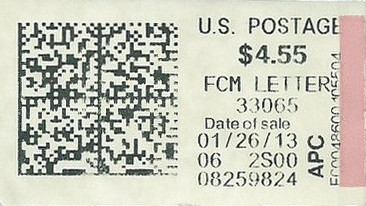 U.S. POSTAGE
$4.55
FCM LETTER
33065
Date of sale
01/26/13
06 2S00
08259824
APC